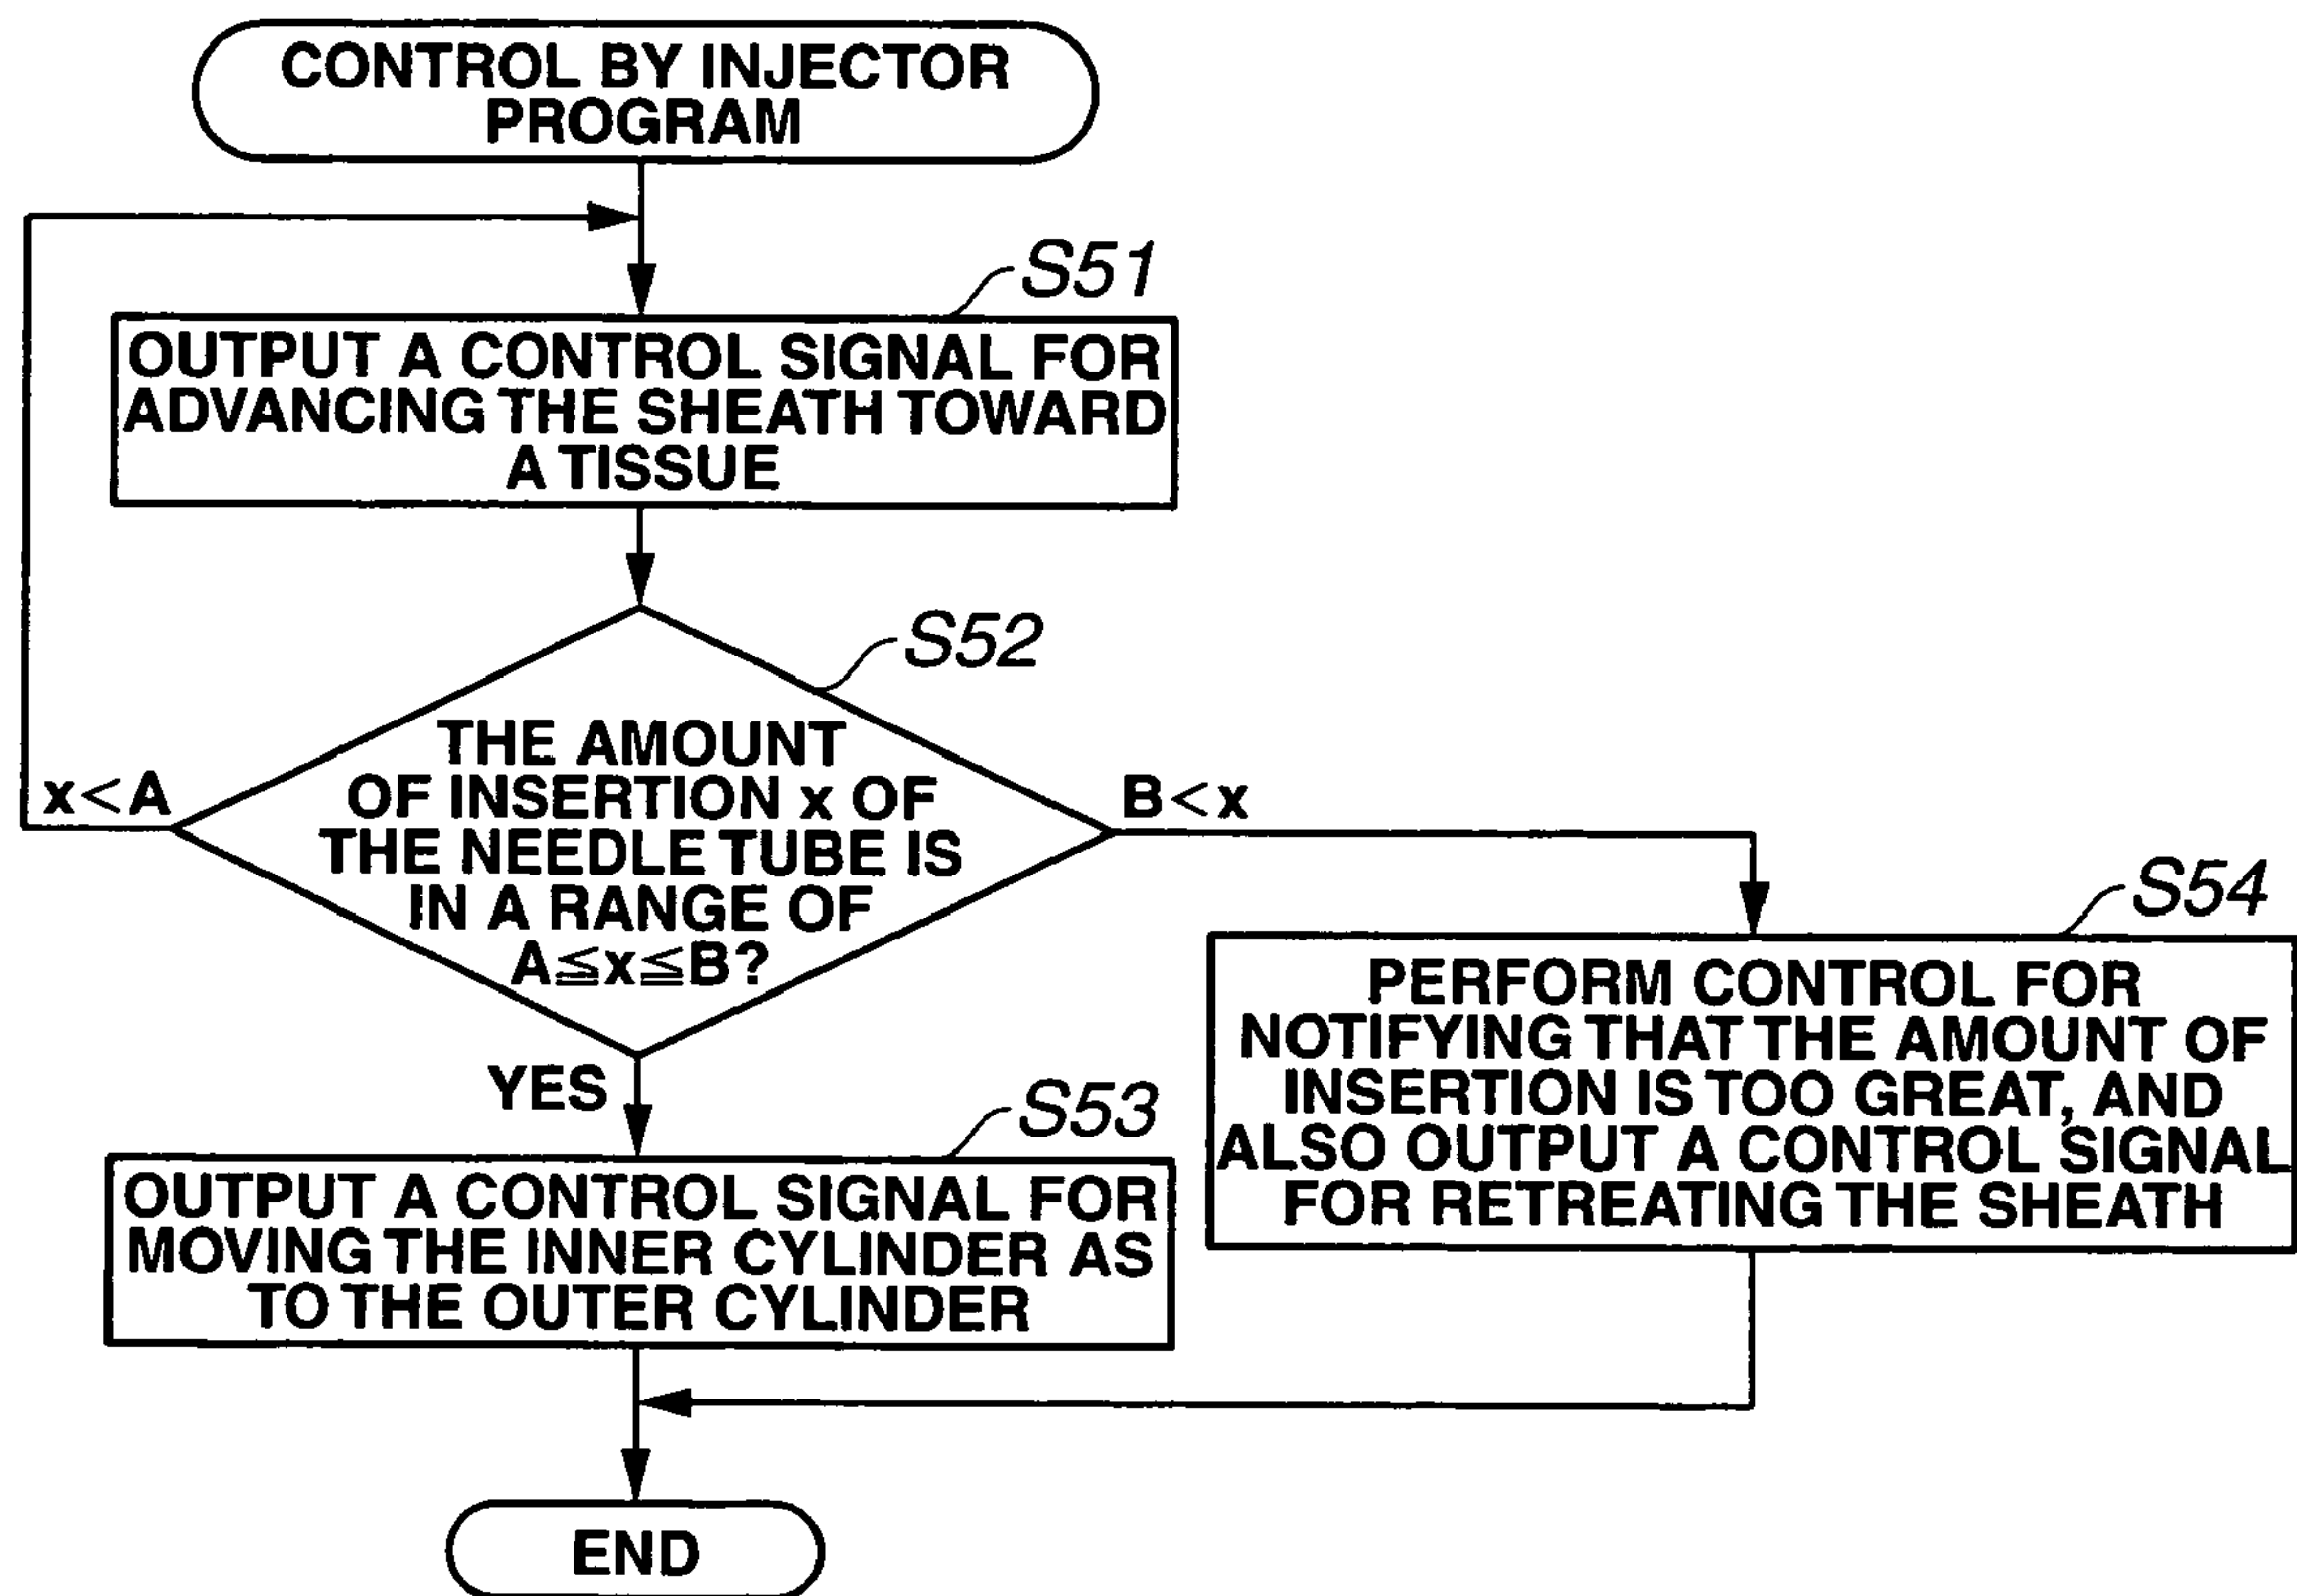 CONTROL BY INJECTOR
PROGRAM
S51
OUTPUT A CONTROL SIGNAL FOR
ADVANCING THE SHEATH TOWARD
A TISSUE
S52
THE AMOUNT
OF INSERTION x OF
THE NEEDLE TUBE IS
IN A RANGE OF
A≦x≦B?
x<A
B<x
YES
S53
OUTPUT A CONTROL SIGNAL FOR
MOVING THE INNER CYLINDER AS
TO THE OUTER CYLINDER
S54
PERFORM CONTROL FOR
NOTIFYING THAT THE AMOUNT OF
INSERTION IS TOO GREAT, AND
ALSO OUTPUT A CONTROL SIGNAL
FOR RETREATING THE SHEATH
END